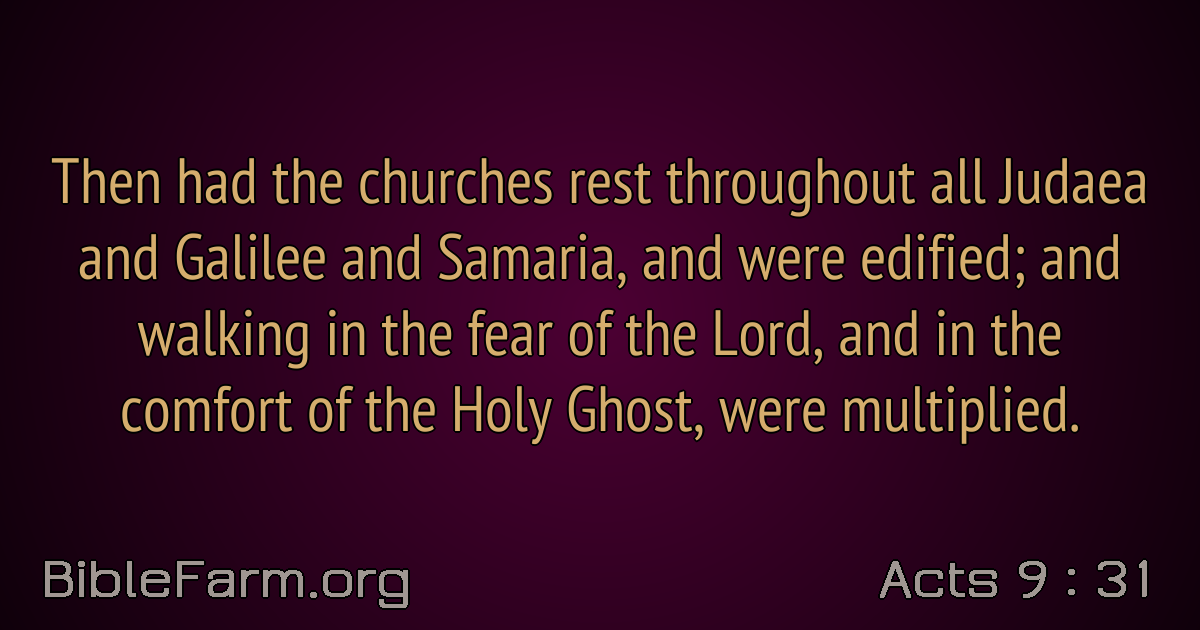 Then had the churches rest throughout all Judaea
and Galilee and Samaria, and were edified; and
walking in the fear of the Lord, and in the
comfort of the Holy Ghost, were multiplied.
BibleFarm.org
Acts 9 : 31